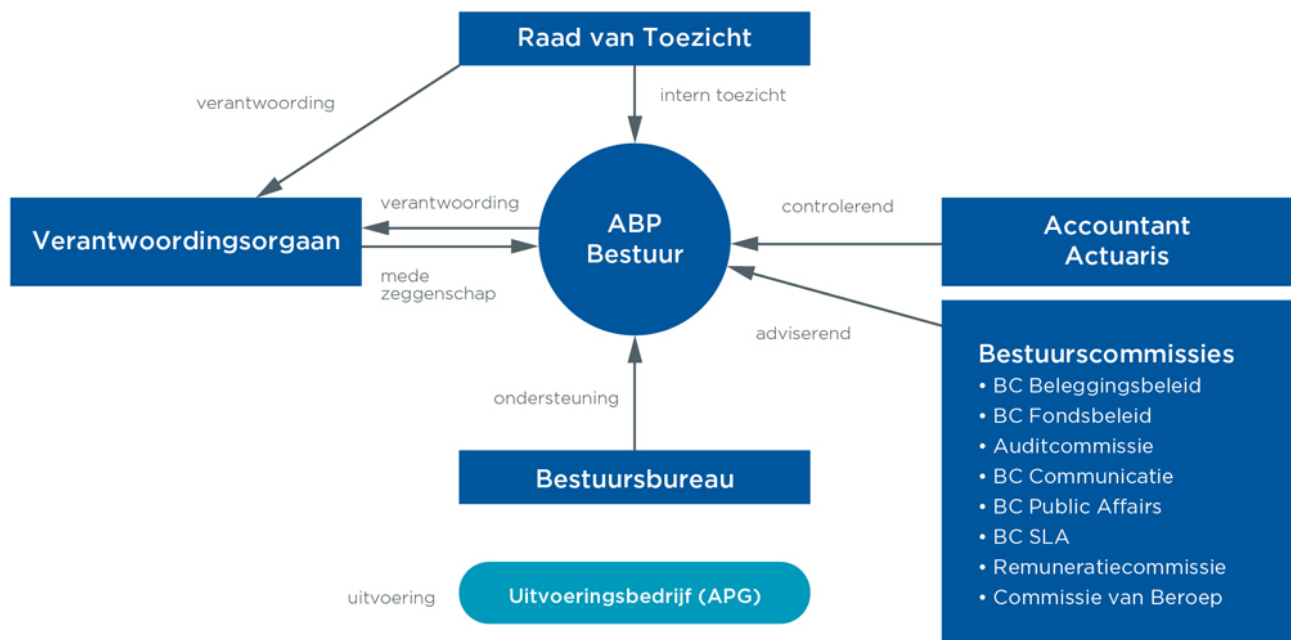 Raad van Toezicht
verantwoording
intern toezicht
Verantwoordingsorgaan
verantwoording
mede
zeggenschap
ABP
Bestuur
controlerend
Accountant
Actuaris
adviserend
Bestuurscommissies
• BC Beleggingsbeleid
• BC Fondsbeleid
• Auditcommissie
• BC Communicatie
• BC Public Affairs
• BC SLA
• Remuneratiecommissie
• Commissie van Beroep
ondersteuning
Bestuursbureau
uitvoering
Uitvoeringsbedrijf (APG)